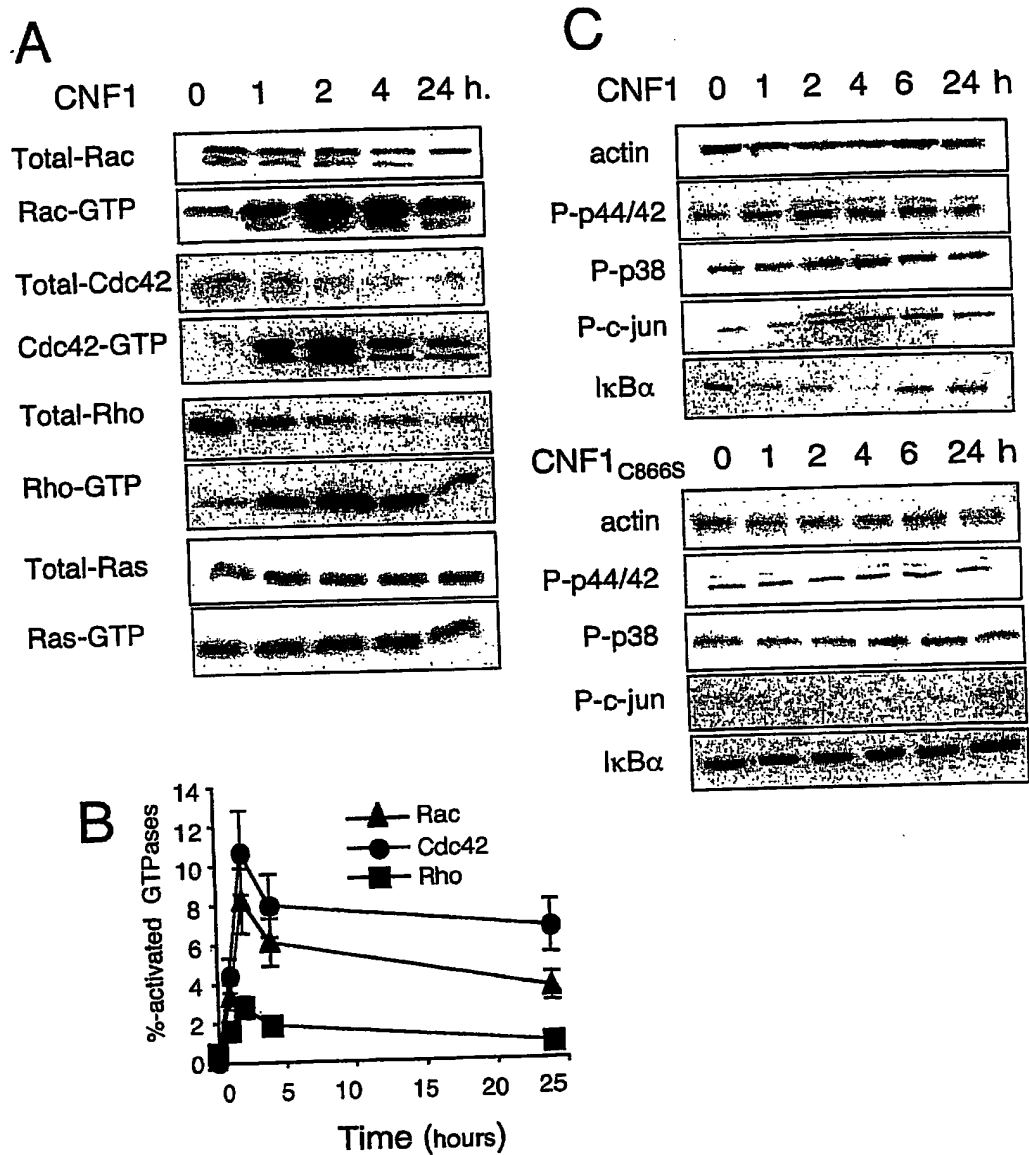 A
CNF1 0 1 2 4 24 h.
Total-Rac
Rac-GTP
Total-Cdc42
Cdc42-GTP
Total-Rho
Rho-GTP
Total-Ras
Ras-GTP
C
CNF1 0 1 2 4 6 24 h
actin
P-p44/42
P-p38
P-c-jun
IκBα
CNF1C866S 0 1 2 4 6 24 h
actin
P-p44/42
P-p38
P-c-jun
IκBα
B
%-activated GTPases
14
12
10
8
6
4
2
0
Rac
Cdc42
Rho
0 5 10 15 20 25
Time (hours)